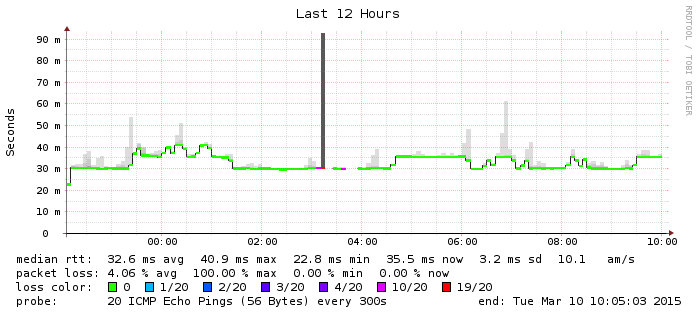 Last 12 Hours
RRDTOOL / TOBI OETIKER
Seconds
90 m
80 m
70 m
60 m
50 m
40 m
30 m
20 m
10 m
0
00:00 02:00 04:00 06:00 08:00 10:00
median rtt: 32.6 ms avg 40.9 ms max 22.8 ms min 35.5 ms now 3.2 ms sd 10.1 am/s
packet loss: 4.06 % avg 100.00 % max 0.00 % min 0.00 % now
loss color: 0 1/20 2/20 3/20 4/20 10/20 19/20
probe: 20 ICMP Echo Pings (56 Bytes) every 300s end: Tue Mar 10 10:05:03 2015